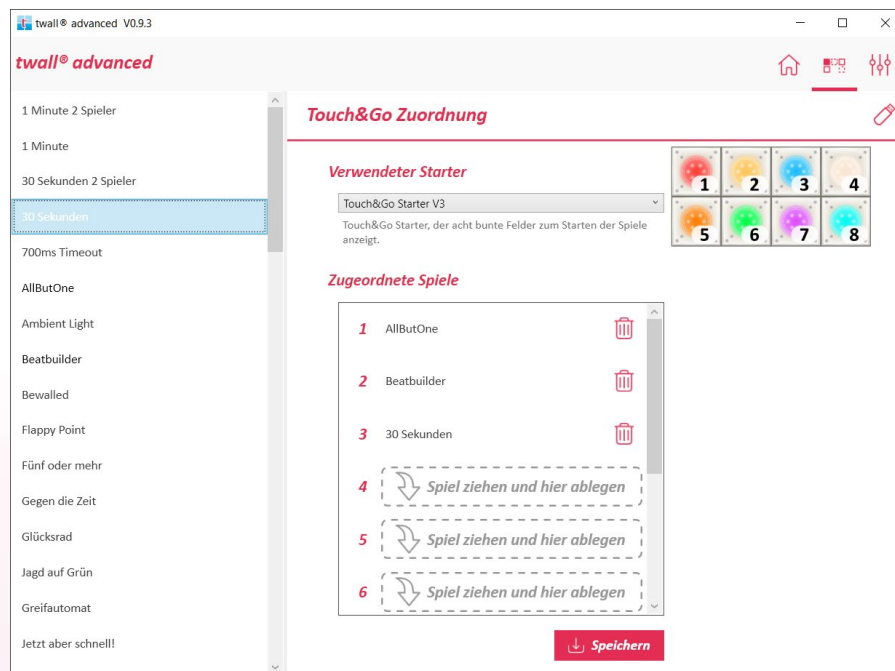 twall® advanced V0.9.3
twall® advanced
1 Minute 2 Spieler
1 Minute
30 Sekunden 2 Spieler
30 Sekunden
700ms Timeout
AllButOne
Ambient Light
Beatbuilder
Bewalled
Flappy Point
Fünf oder mehr
Gegen die Zeit
Glücksrad
Jagd auf Grün
Greifautomat
Jetzt aber schnell!
Touch&Go Zuordnung
Verwendeter Starter
Touch&Go Starter V3
Touch&Go Starter, der acht bunte Felder zum Starten der Spiele
anzeigt.
1 2 3 4
5 6 7 8
Zugeordnete Spiele
1 AllButOne
2 Beatbuilder
3 30 Sekunden
4 Spiel ziehen und hier ablegen
5 Spiel ziehen und hier ablegen
6 Spiel ziehen und hier ablegen
Speichern